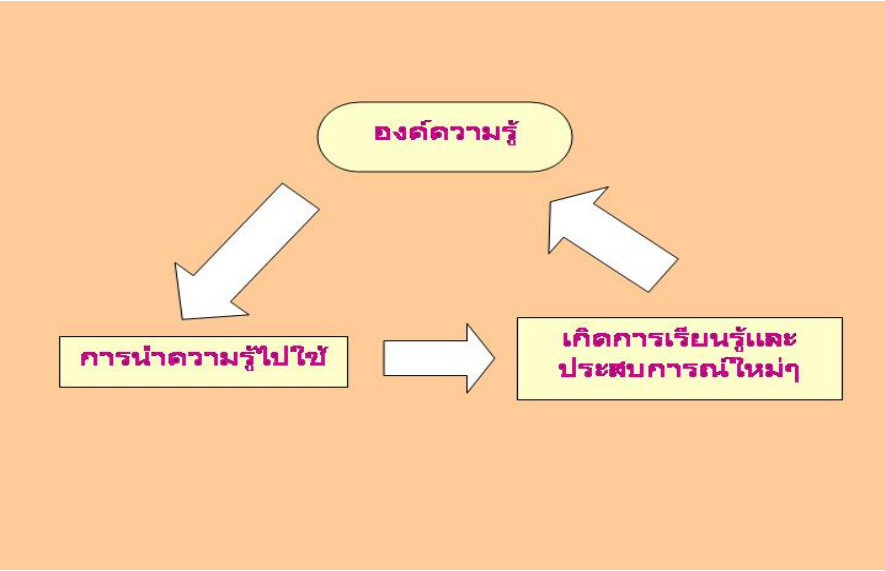 องค์ความรู้
การนำความรู้ไปใช้
เกิดการเรียนรู้และ
ประสบการณ์ใหม่ๆ